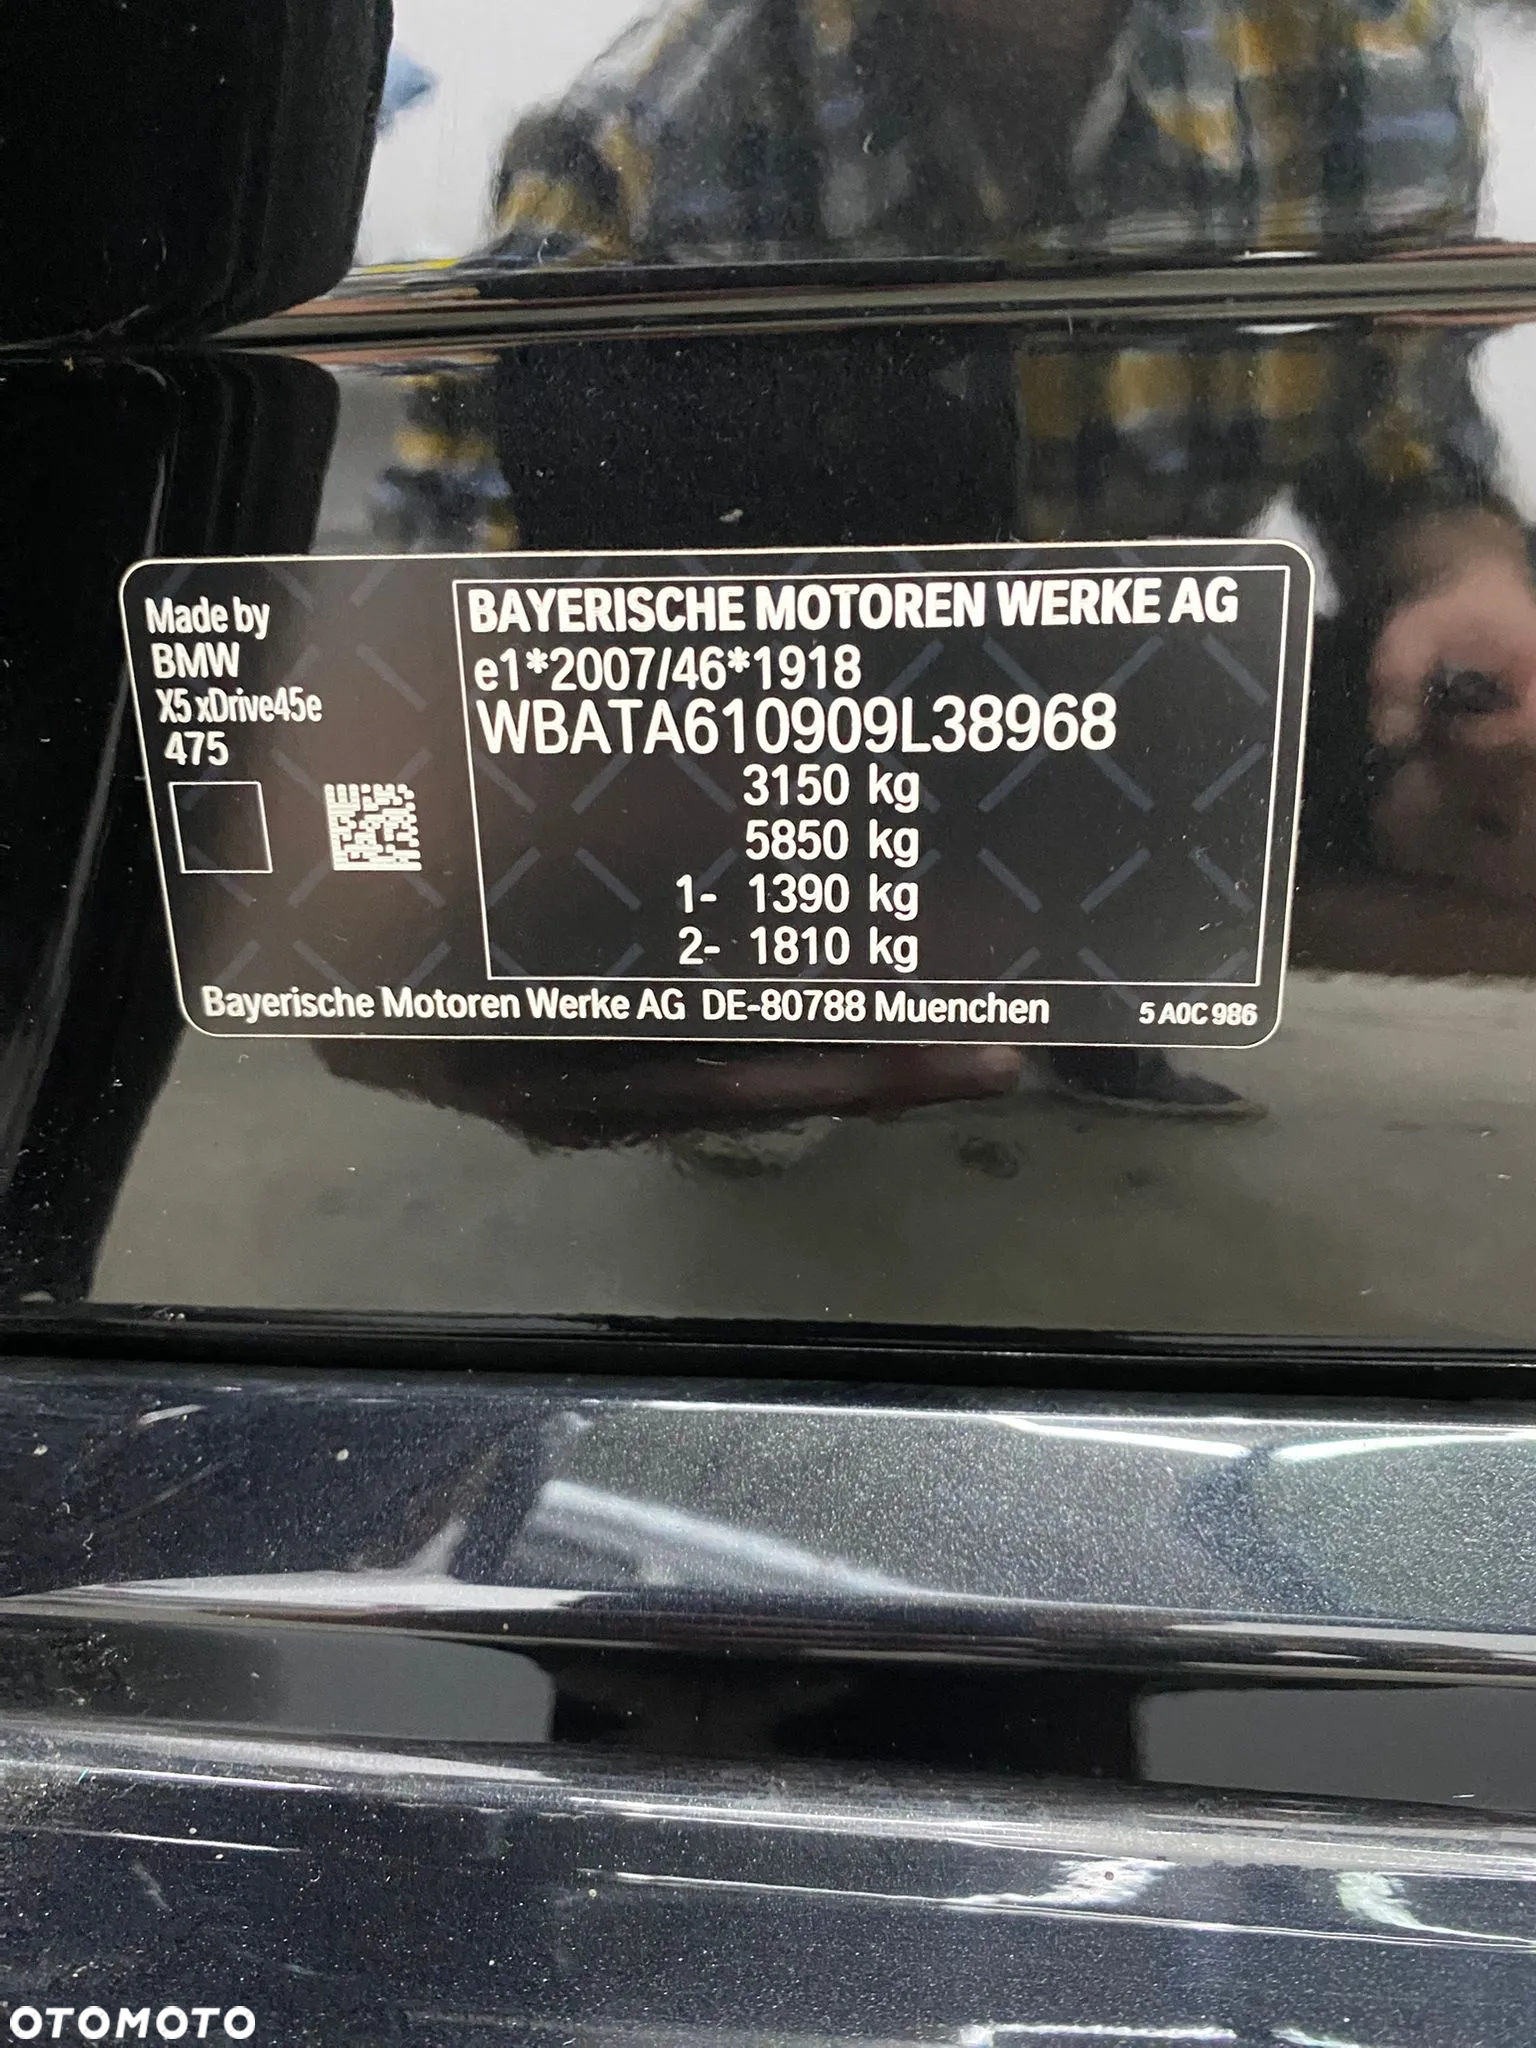 Made by
BMW
X5 xDrive45e
475
BAYERISCHE MOTOREN WERKE AG
e1*2007/46*1918
WBATA610909L38968
3150 kg
5850 kg
1- 1390 kg
2- 1810 kg
Bayerische Motoren Werke AG DE-80788 Muenchen
5 A0C 986
OTOMOTO